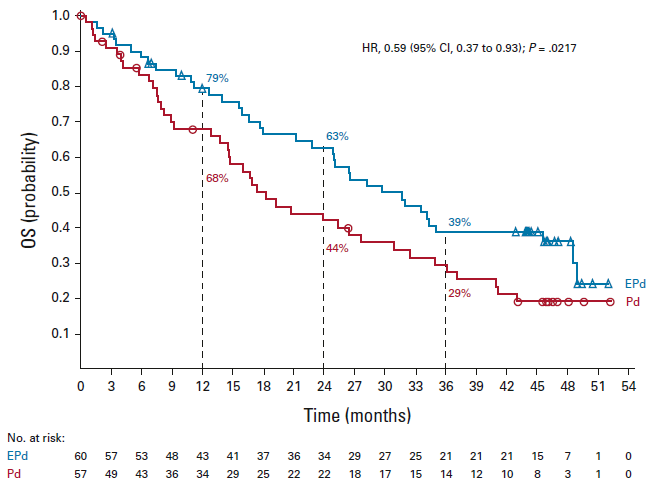 1.0
HR, 0.59 (95% CI, 0.37 to 0.93); P = .0217
0.9
79%
0.8
0.7
63%
0.6
68%
0.5
39%
0.4
44%
0.3
29%
EPd
0.2
Pd
0.1
OS (probability)
0 3 6 9 12 15 18 21 24 27 30 33 36 39 42 45 48 51 54
Time (months)
No. at risk:
EPd 60 57 53 48 43 41 37 36 34 29 27 25 21 21 21 15 7 1 0
Pd 57 49 43 36 34 29 25 22 22 18 17 15 14 12 10 8 3 1 0